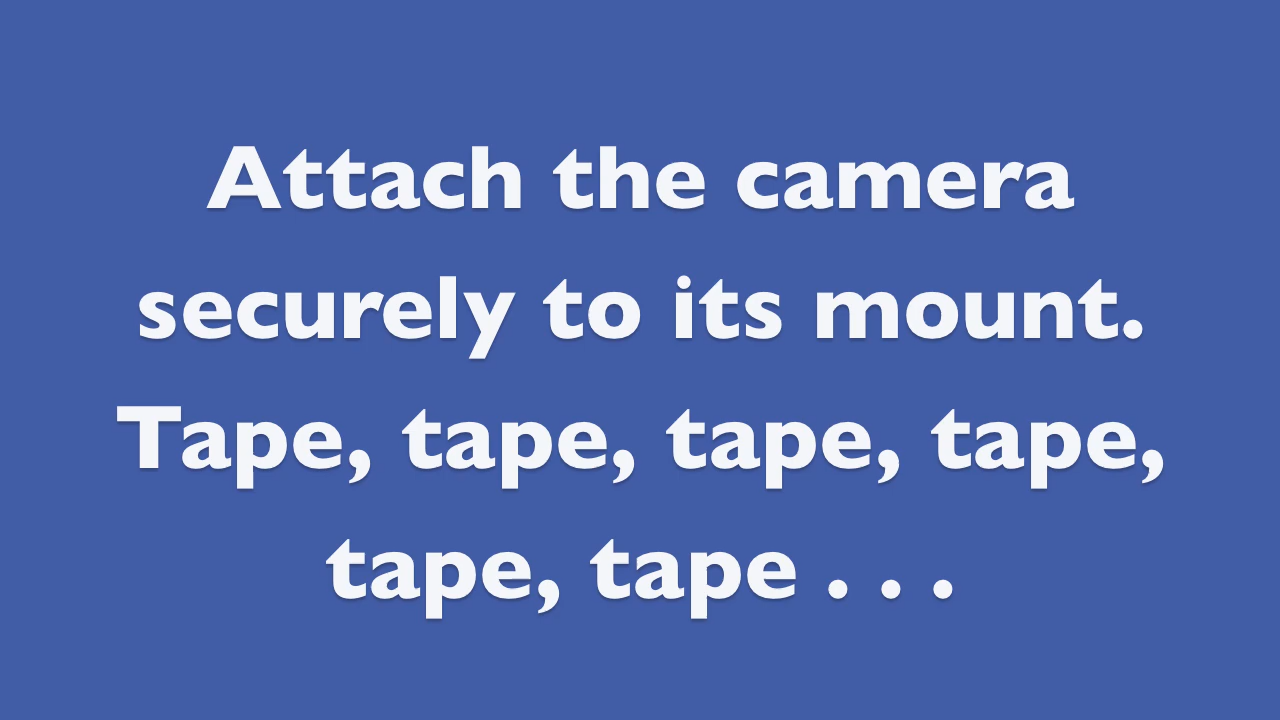 Attach the camera
securely to its mount.
Tape, tape, tape, tape,
tape, tape . . .